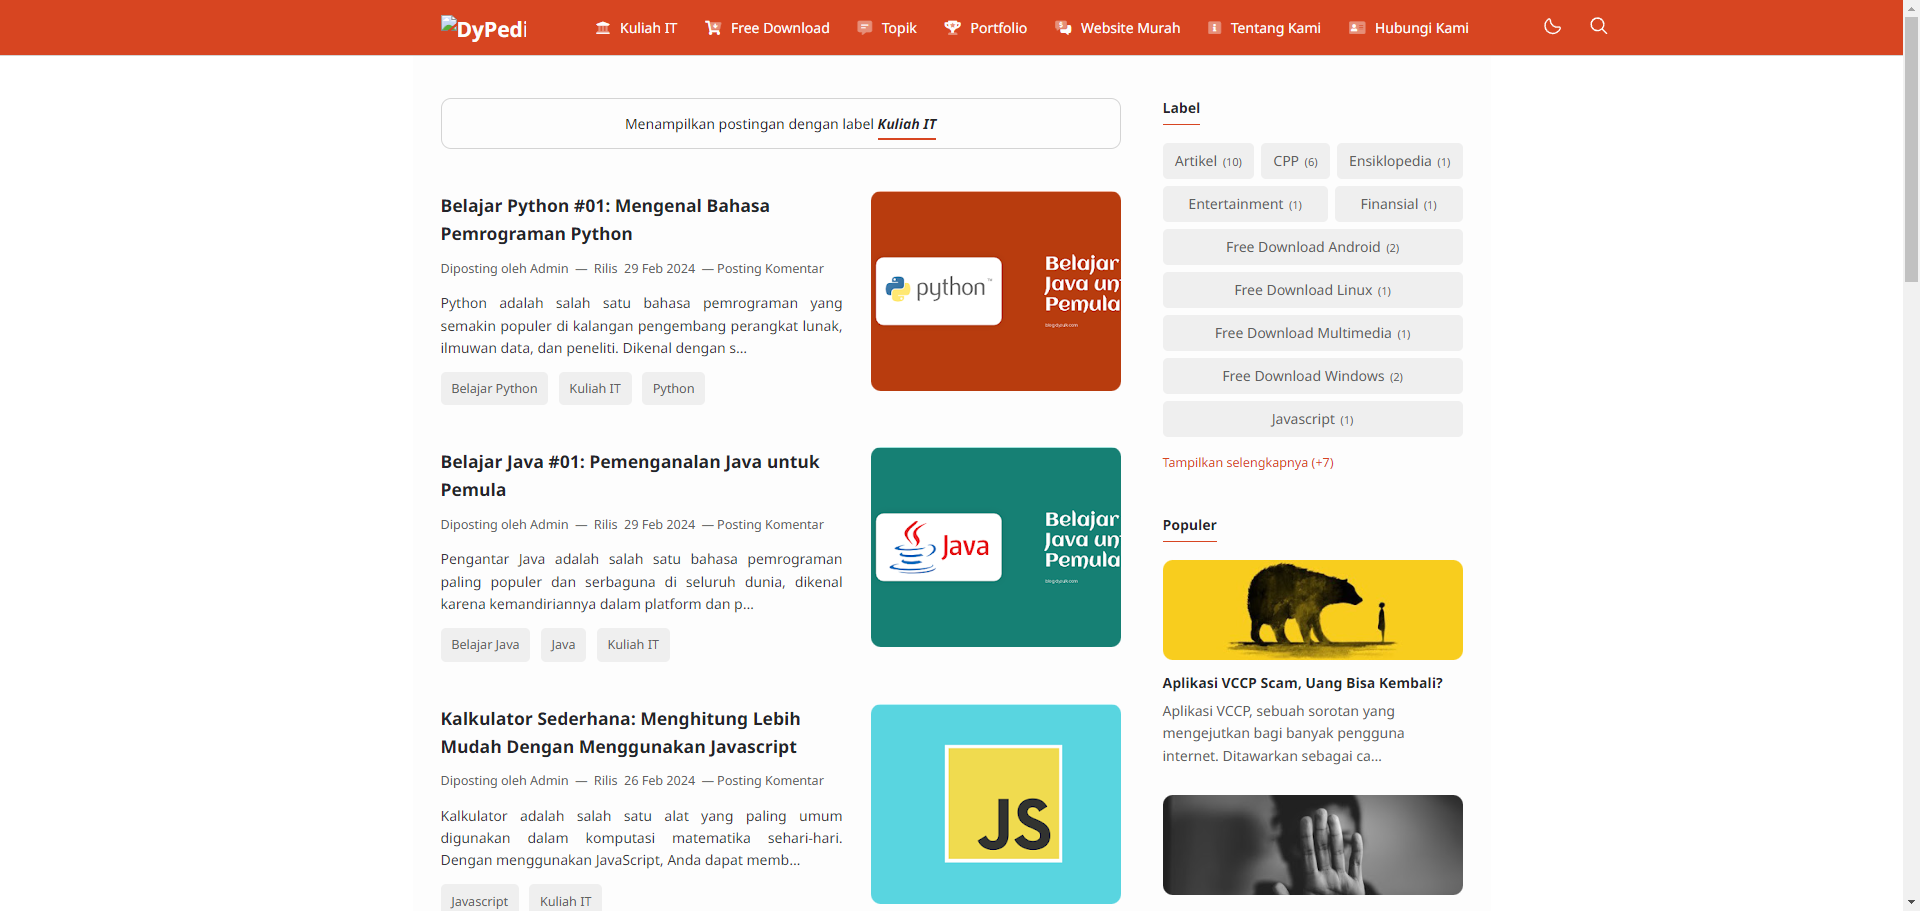 DyPedi
Kuliah IT
Free Download
Topik
Portfolio
Website Murah
Tentang Kami
Hubungi Kami
Menampilkan postingan dengan label Kuliah IT
Belajar Python #01: Mengenal Bahasa
Pemrograman Python
Diposting oleh Admin — Rilis 29 Feb 2024 — Posting Komentar
Python adalah salah satu bahasa pemrograman yang
semakin populer di kalangan pengembang perangkat lunak,
ilmuwan data, dan peneliti. Dikenal dengan s...
Belajar Python
Kuliah IT
Python
python™
Belajar
Java un
Pemula
Belajar Java #01: Pemenganalan Java untuk
Pemula
Diposting oleh Admin — Rilis 29 Feb 2024 — Posting Komentar
Pengantar Java adalah salah satu bahasa pemrograman
paling populer dan serbaguna di seluruh dunia, dikenal
karena kemandiriannya dalam platform dan p...
Belajar Java
Java
Kuliah IT
Java
Belajar
Java un
Pemula
Kalkulator Sederhana: Menghitung Lebih
Mudah Dengan Menggunakan Javascript
Diposting oleh Admin — Rilis 26 Feb 2024 — Posting Komentar
Kalkulator adalah salah satu alat yang paling umum
digunakan dalam komputasi matematika sehari-hari.
Dengan menggunakan JavaScript, Anda dapat memb...
Javascript
Kuliah IT
JS
Label
Artikel (10)
CPP (6)
Ensiklopedia (1)
Entertainment (1)
Finansial (1)
Free Download Android (2)
Free Download Linux (1)
Free Download Multimedia (1)
Free Download Windows (2)
Javascript (1)
Tampilkan selengkapnya (+7)
Populer
Aplikasi VCCP Scam, Uang Bisa Kembali?
Aplikasi VCCP, sebuah sorotan yang
mengejutkan bagi banyak pengguna
internet. Ditawarkan sebagai ca...